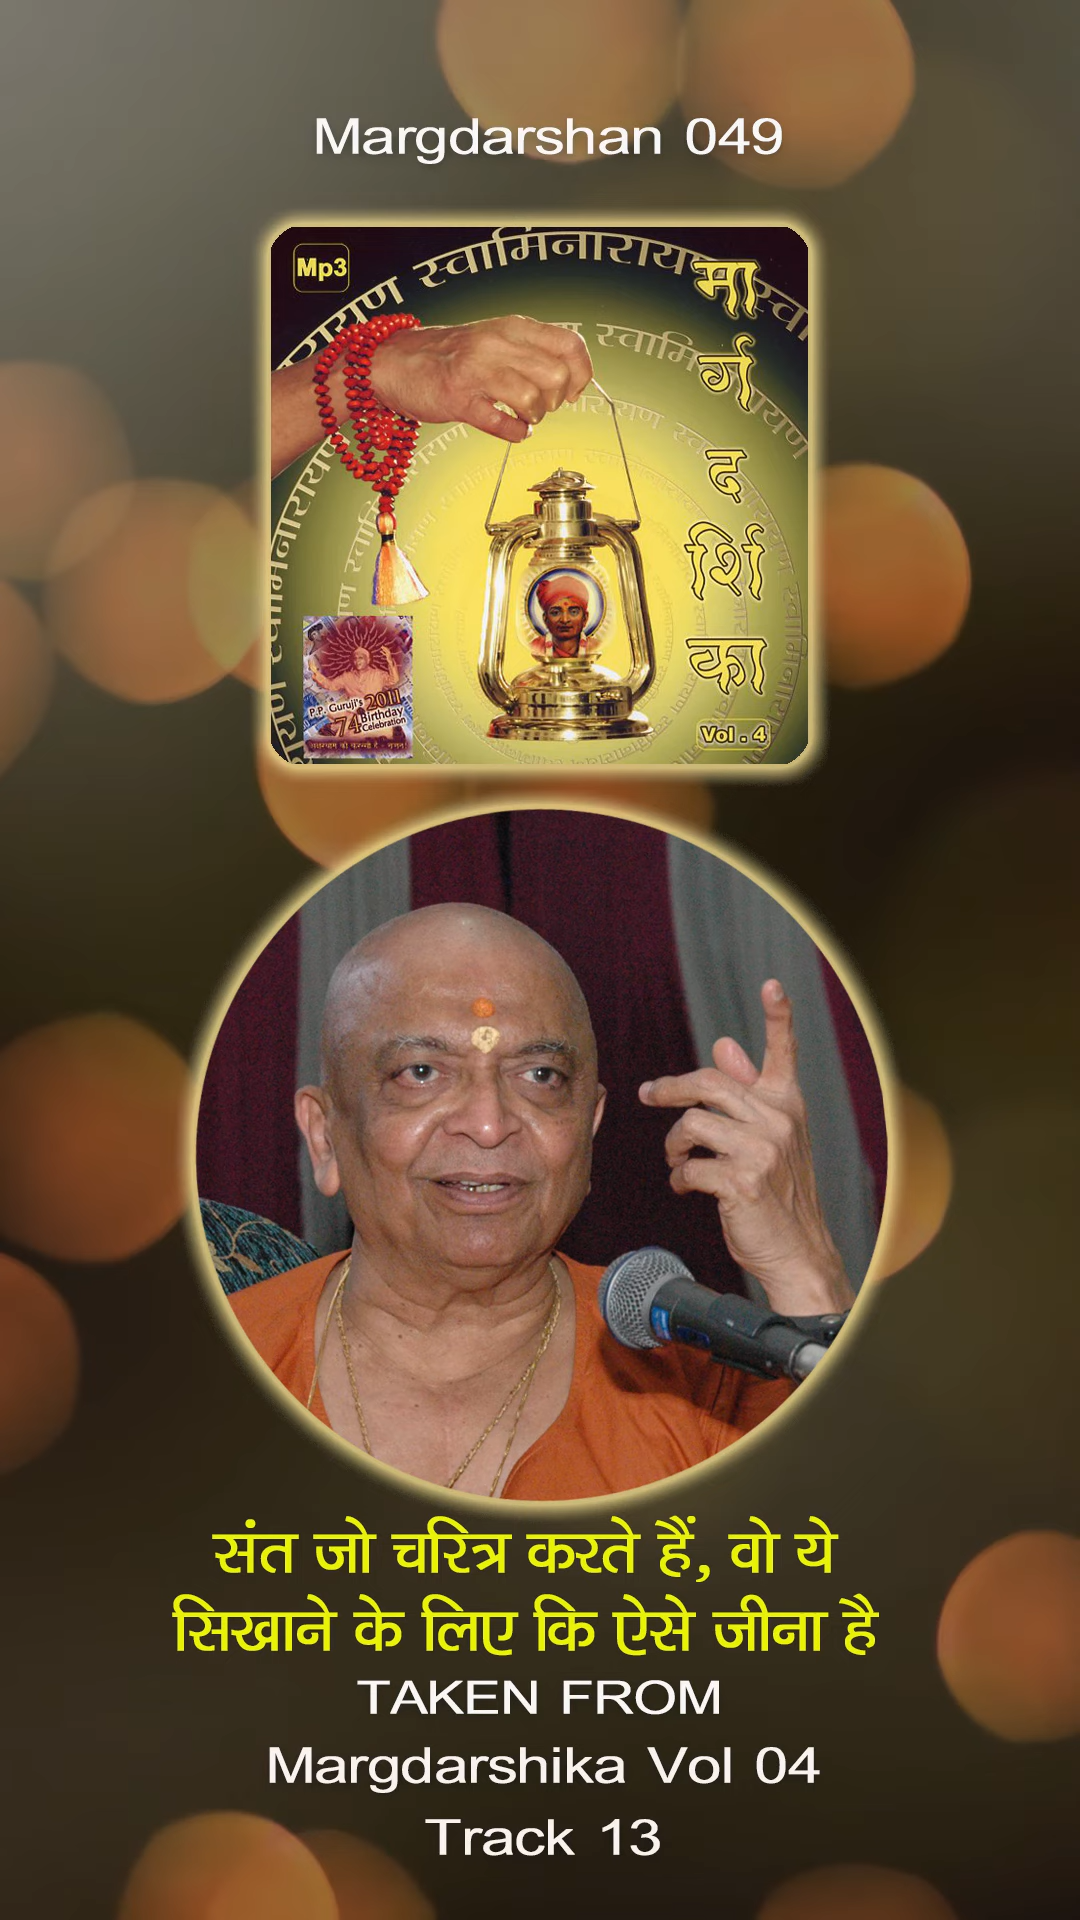 Margdarshan 049
Mp3
स्वामिनारायण
मार्गदर्शिका
P.P. Guruji's 2011
74 Birthday
Celebration
Vol . 4
संत जो चरित्र करते हैं, वो ये
सिखाने के लिए कि ऐसे जीना है
TAKEN FROM
Margdarshika Vol 04
Track 13